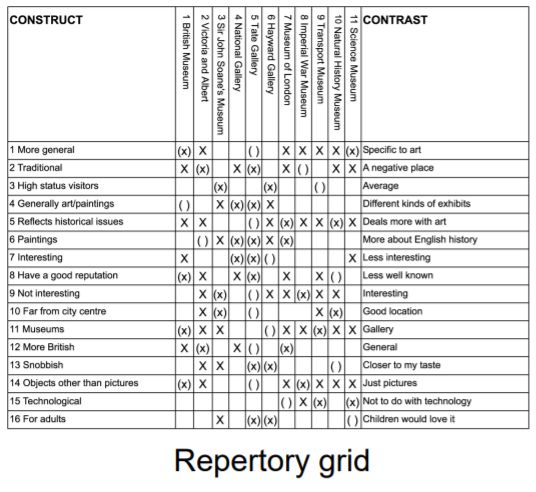 CONSTRUCT
1 British Museum
2 Victoria and Albert
3 Sir John Soane's Museum
4 National Gallery
5 Tate Gallery
6 Hayward Gallery
7 Museum of London
8 Imperial War Museum
9 Transport Museum
10 Natural History Museum
11 Science Museum
CONTRAST
1 More general (x) X ( ) X X X X (x) Specific to art
2 Traditional X (x) X (x) X ( ) X X A negative place
3 High status visitors (x) (x) ( ) Average
4 Generally art/paintings ( ) X (x) (x) X Different kinds of exhibits
5 Reflects historical issues X X ( ) X (x) X X (x) X Deals more with art
6 Paintings ( ) X (x) (x) X (x) More about English history
7 Interesting X (x) (x) ( ) X Less interesting
8 Have a good reputation (x) X X (x) X X ( ) Less well known
9 Not interesting X (x) ( ) X X (x) X X Interesting
10 Far from city centre X (x) ( ) X (x) Good location
11 Museums (x) X X ( ) X X (x) X X Gallery
12 More British X (x) X ( ) (x) General
13 Snobbish X X (x) (x) ( ) Closer to my taste
14 Objects other than pictures (x) X ( ) X (x) X X X Just pictures
15 Technological ( ) X (x) (x) Not to do with technology
16 For adults X (x) (x) ( ) Children would love it
Repertory grid